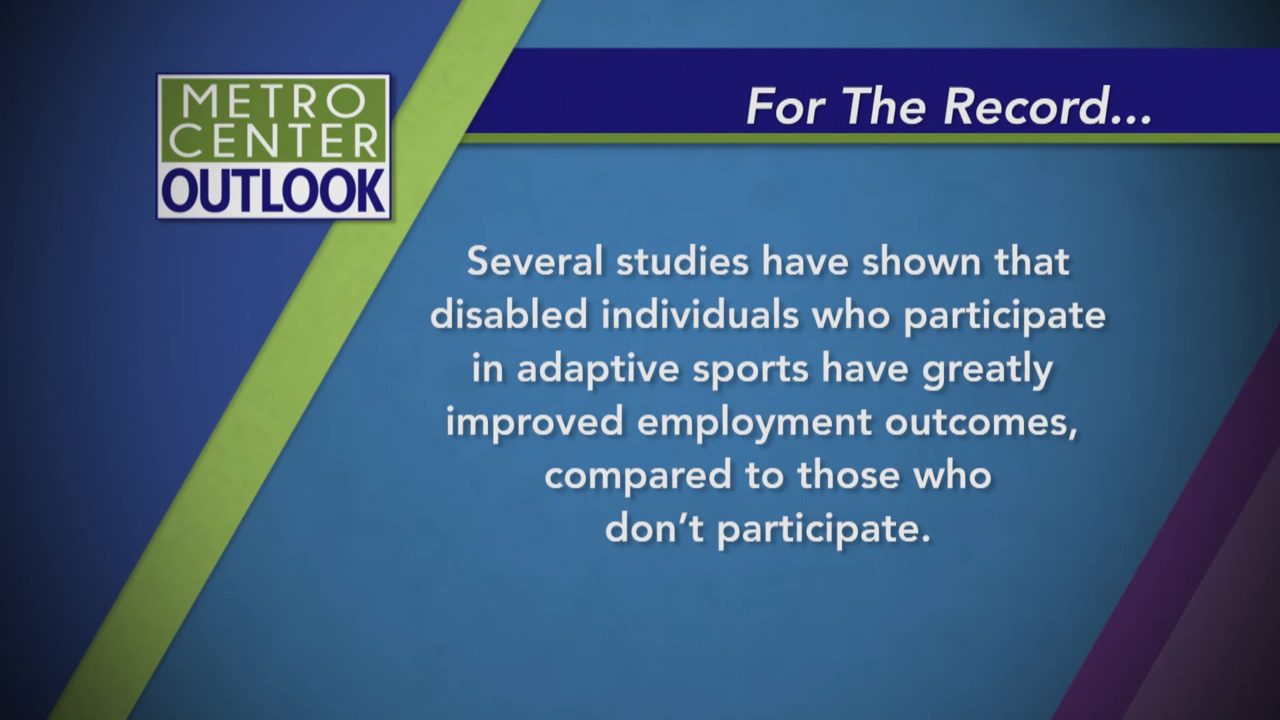 METRO
CENTER
OUTLOOK
For The Record...
Several studies have shown that
disabled individuals who participate
in adaptive sports have greatly
improved employment outcomes,
compared to those who
don’t participate.